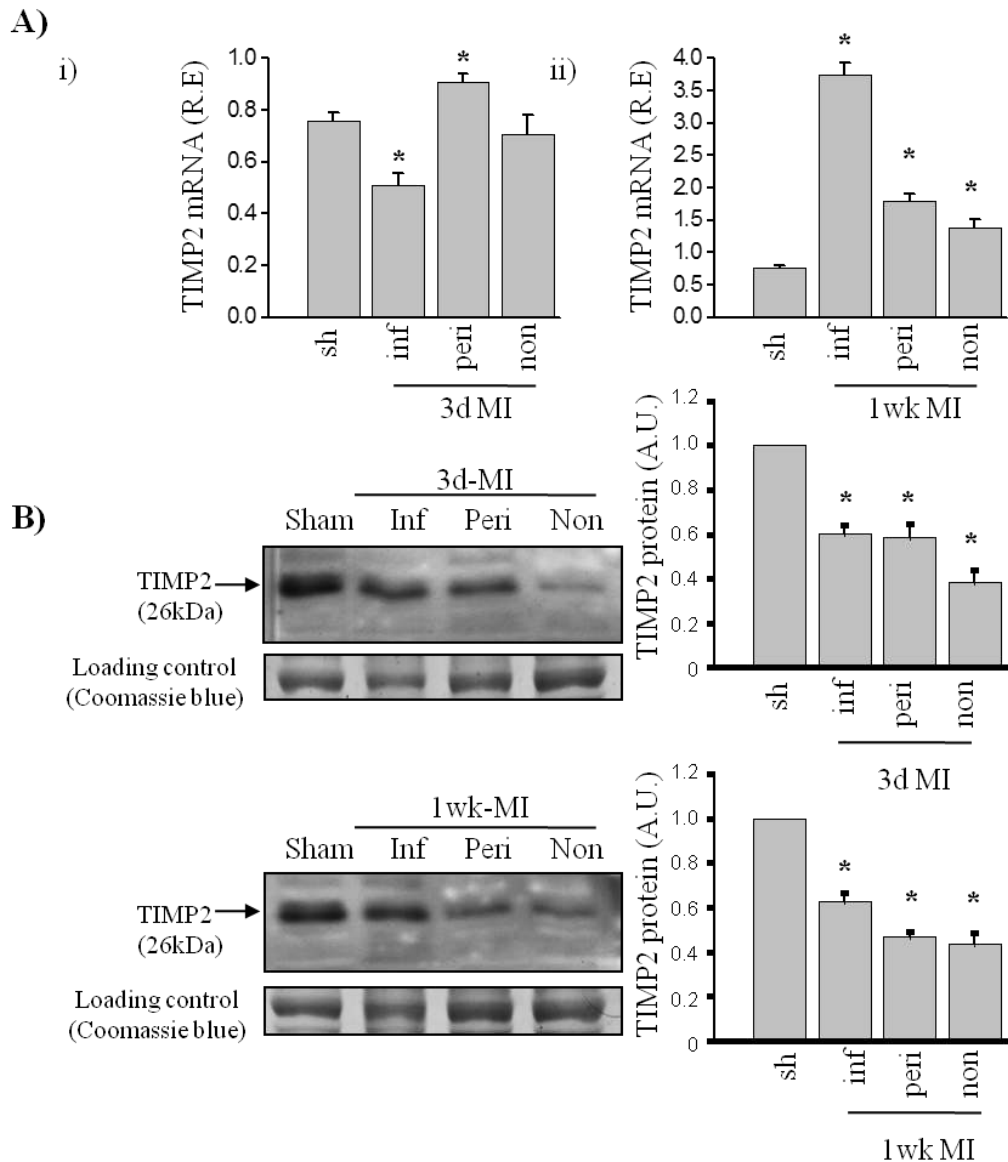 A)
i)
TIMP2 mRNA (R.E)
1.0
0.8
0.6
0.4
0.2
0.0
*
*
sh
inf
peri
non
3d MI
ii)
TIMP2 mRNA (R.E)
4.0
3.5
3.0
2.5
2.0
1.5
1.0
0.5
0.0
*
*
*
sh
inf
peri
non
1wk MI
B)
3d-MI
Sham Inf Peri Non
TIMP2
(26kDa)
Loading control
(Coomassie blue)
TIMP2 protein (A.U.)
1.2
1.0
0.8
0.6
0.4
0.2
0
*
*
*
sh
inf
peri
non
3d MI
1wk-MI
Sham Inf Peri Non
TIMP2
(26kDa)
Loading control
(Coomassie blue)
TIMP2 protein (A.U.)
1.2
1.0
0.8
0.6
0.4
0.2
0
*
*
*
sh
inf
peri
non
1wk MI